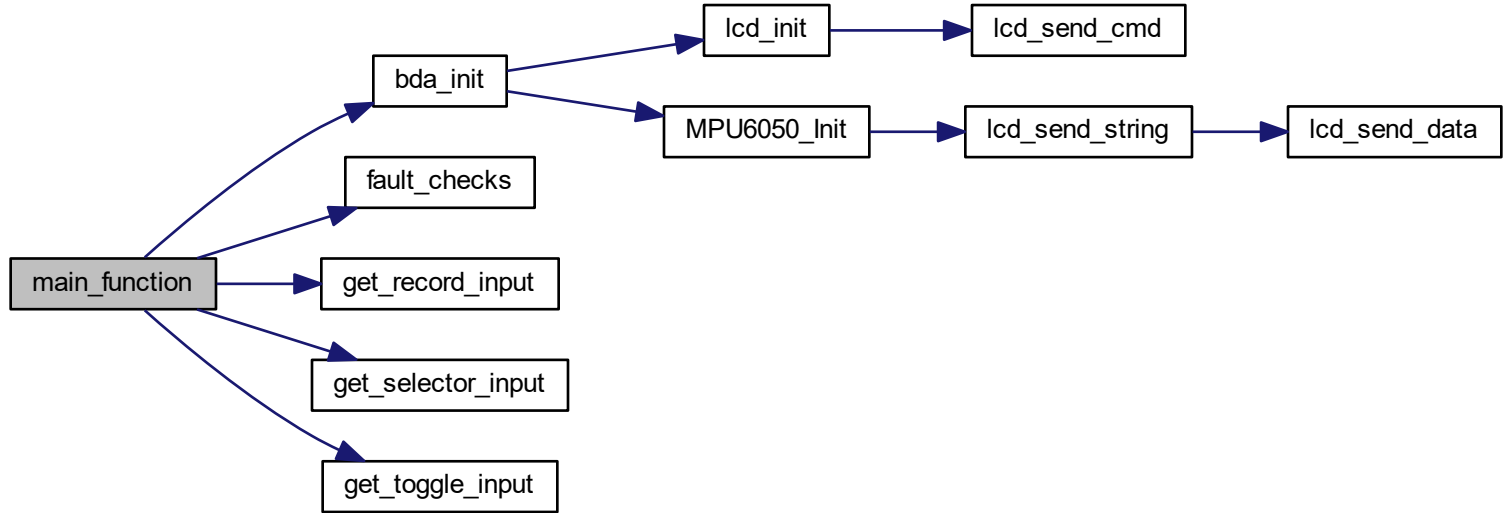 lcd_init
lcd_send_cmd
bda_init
MPU6050_Init
lcd_send_string
lcd_send_data
fault_checks
main_function
get_record_input
get_selector_input
get_toggle_input